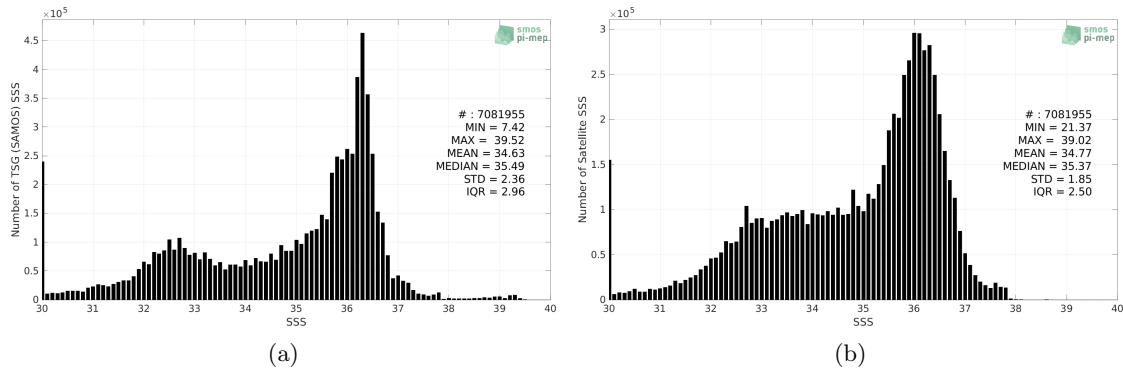 ×10⁵
4.5
4
3.5
3
2.5
2
1.5
1
0.5
0
30 31 32 33 34 35 36 37 38 39 40
SSS
Number of TSG (SAMOS) SSS
smos
pi-mep
# : 7081955
MIN = 7.42
MAX = 39.52
MEAN = 34.63
MEDIAN = 35.49
STD = 2.36
IQR = 2.96
(a)
×10⁵
3
2.5
2
1.5
1
0.5
0
30 31 32 33 34 35 36 37 38 39 40
SSS
Number of Satellite SSS
smos
pi-mep
# : 7081955
MIN = 21.37
MAX = 39.02
MEAN = 34.77
MEDIAN = 35.37
STD = 1.85
IQR = 2.50
(b)